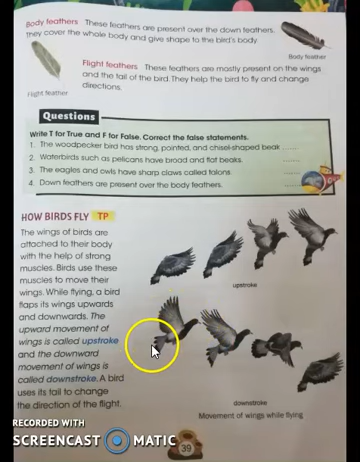 Body feathers These feathers are present over the down feathers.
they cover the whole body and give shape to the bird's body.
Body feather
Flight feathers These feathers are mostly present on the wings
and the tail of the bird. They help the bird to fly and change
directions.
Flight feather
Questions
Write T for True and F for False. Correct the false statements.
1. The woodpecker bird has strong, pointed, and chisel-shaped beak ......
2. Waterbirds such as pelicans have broad and flat beaks. ......
3. The eagles and owls have sharp claws called talons. ......
4. Down feathers are present over the body feathers. ......
HOW BIRDS FLY TP
The wings of birds are
attached to their body
with the help of strong
muscles. Birds use these
muscles to move their
wings. While flying, a bird
flaps its wings upwards
and downwards. The
upward movement of
wings is called upstroke
and the downward
movement of wings is
called downstroke. A bird
uses its tail to change
the direction of the flight.
upstroke
downstroke
Movement of wings while flying
39
RECORDED WITH
SCREENCAST MATIC